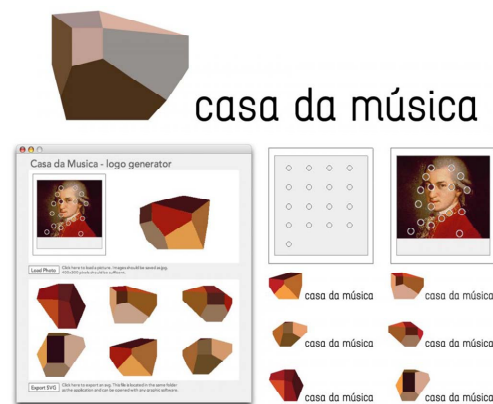 casa da música
Casa da Musica - logo generator
Load Photo
Click here to load a picture. Images should be saved as jpg,
Export SVG
Click here to export an svg. This file is located in the same folder
as the application and can be opened with any graphic software
casa da música
casa da música
casa da música
casa da música
casa da música
casa da música